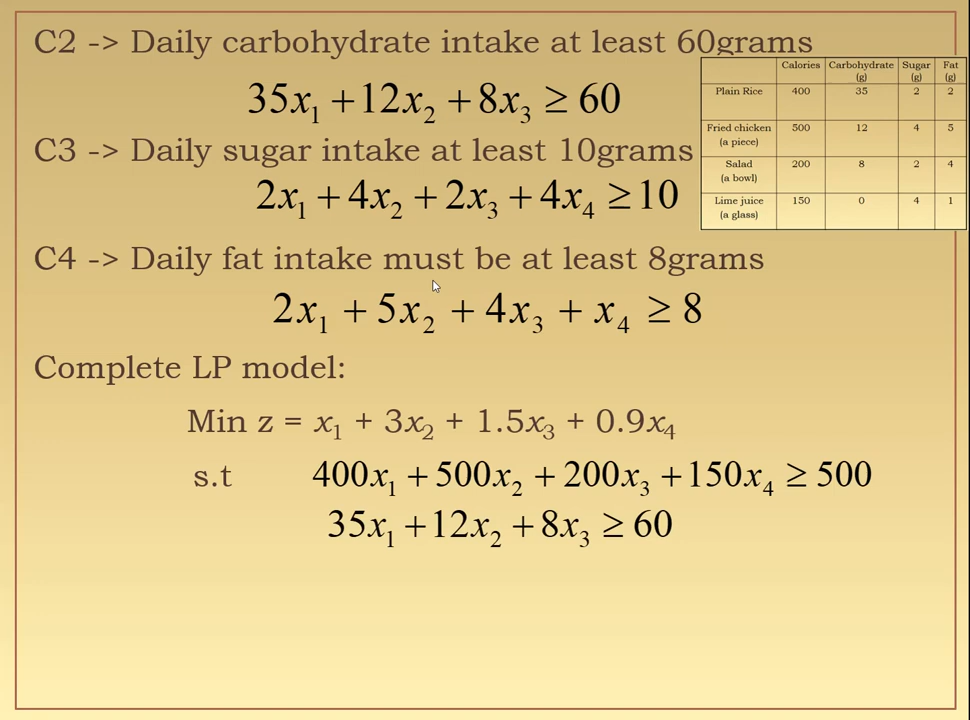 C2 -> Daily carbohydrate intake at least 60grams
35x₁ + 12x₂ + 8x₃ ≥ 60
C3 -> Daily sugar intake at least 10grams
2x₁ + 4x₂ + 2x₃ + 4x₄ ≥ 10
C4 -> Daily fat intake must be at least 8grams
2x₁ + 5x₂ + 4x₃ + x₄ ≥ 8
Complete LP model:
Min z = x₁ + 3x₂ + 1.5x₃ + 0.9x₄
s.t 400x₁ + 500x₂ + 200x₃ + 150x₄ ≥ 500
35x₁ + 12x₂ + 8x₃ ≥ 60
Calories Carbohydrate Sugar Fat
(g) (g) (g)
Plain Rice 400 35 2 2
Fried chicken 500 12 4 5
(a piece)
Salad 200 8 2 4
(a bowl)
Lime juice 150 0 4 1
(a glass)